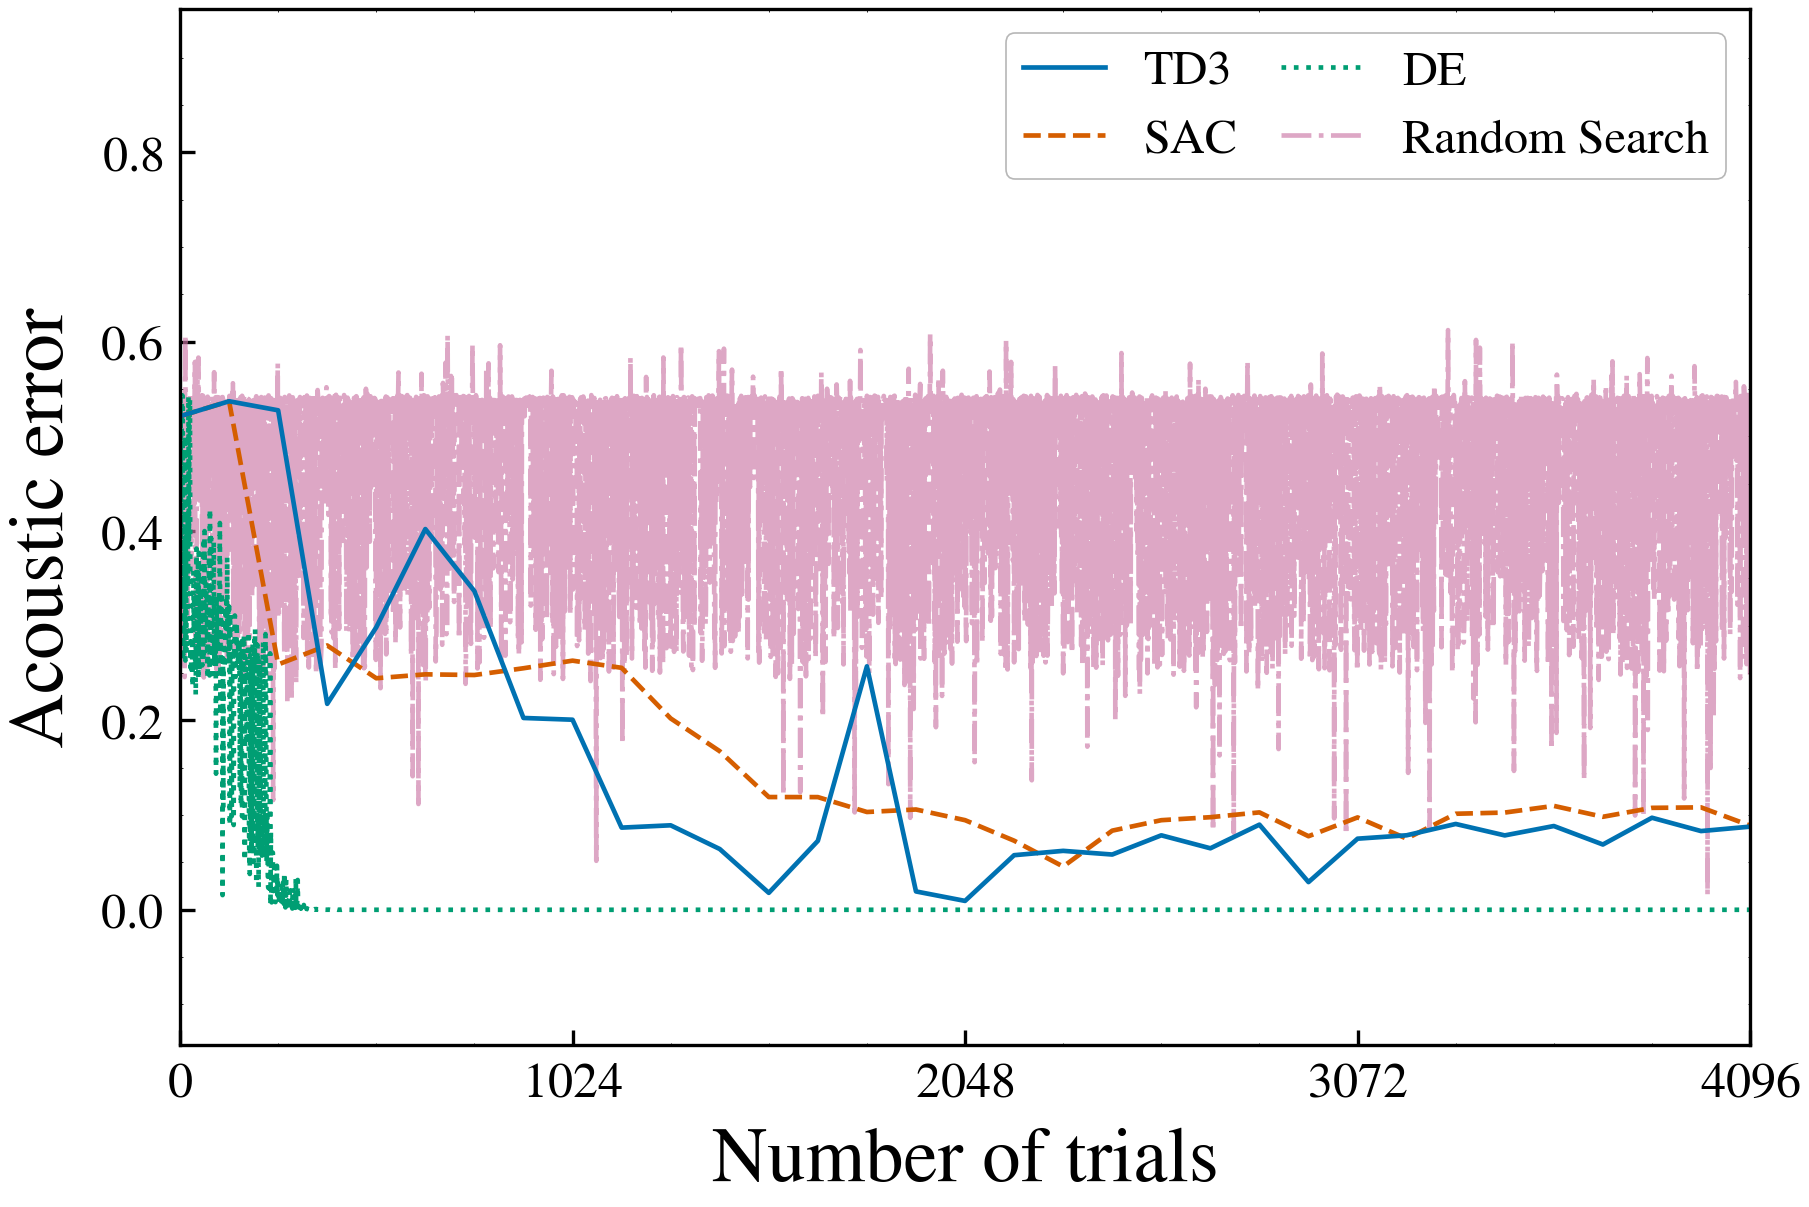 TD3
SAC
DE
Random Search
Acoustic error
0.8
0.6
0.4
0.2
0.0
0
1024
2048
3072
4096
Number of trials